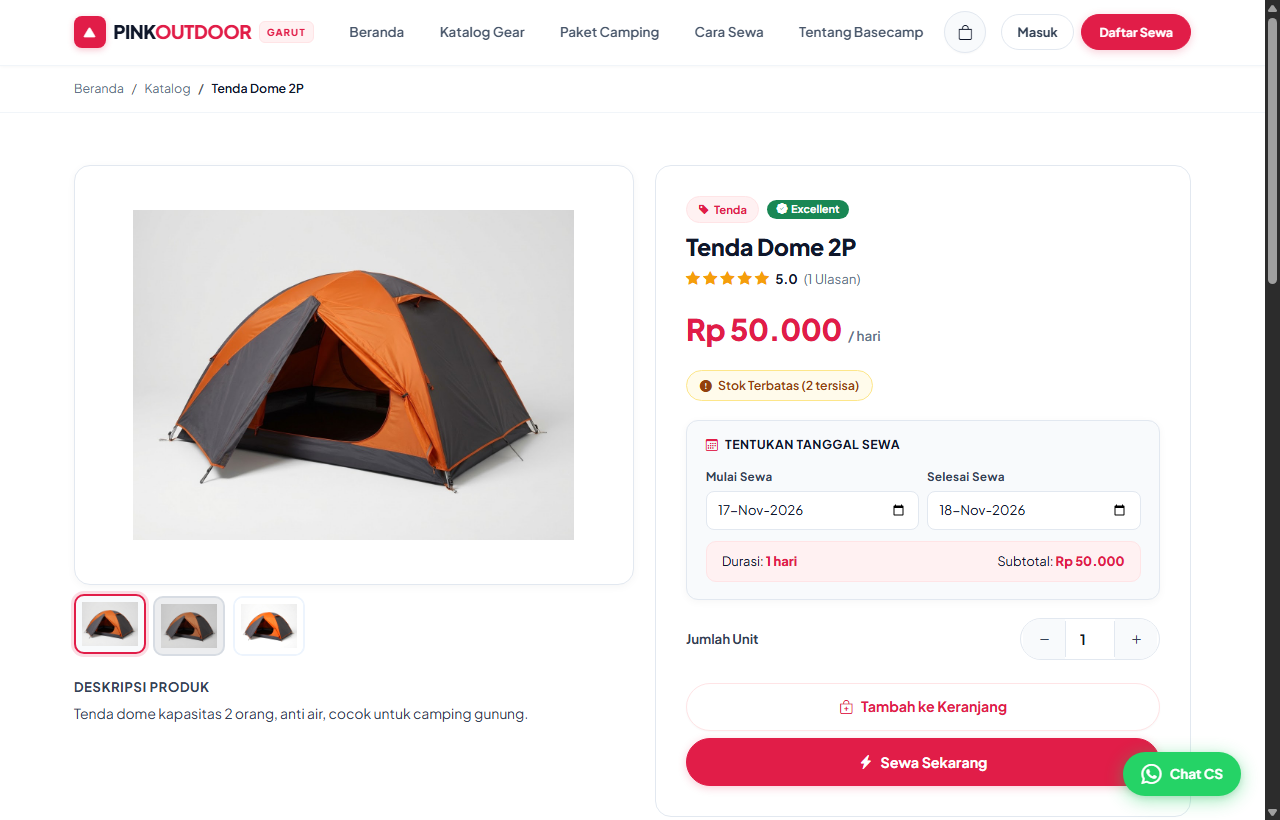 PINKOUTDOOR GARUT Beranda Katalog Gear Paket Camping Cara Sewa Tentang Basecamp Masuk Daftar Sewa
Beranda / Katalog / Tenda Dome 2P
Tenda Excellent
Tenda Dome 2P
5.0 (1 Ulasan)
Rp 50.000 / hari
Stok Terbatas (2 tersisa)
TENTUKAN TANGGAL SEWA
Mulai Sewa Selesai Sewa
17-Nov-2026 18-Nov-2026
Durasi: 1 hari Subtotal: Rp 50.000
Jumlah Unit − 1 +
Tambah ke Keranjang
Sewa Sekarang
DESKRIPSI PRODUK
Tenda dome kapasitas 2 orang, anti air, cocok untuk camping gunung.
Chat CS